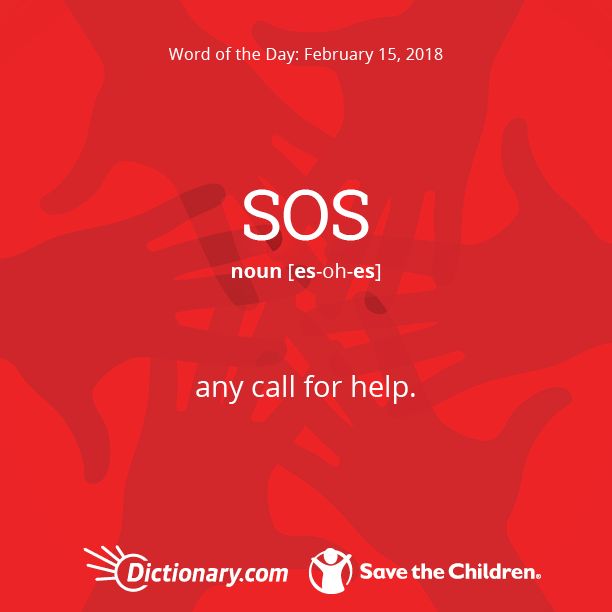 Word of the Day: February 15, 2018
SOS
noun [es-oh-es]
any call for help.
Dictionary.com
Save the Children®